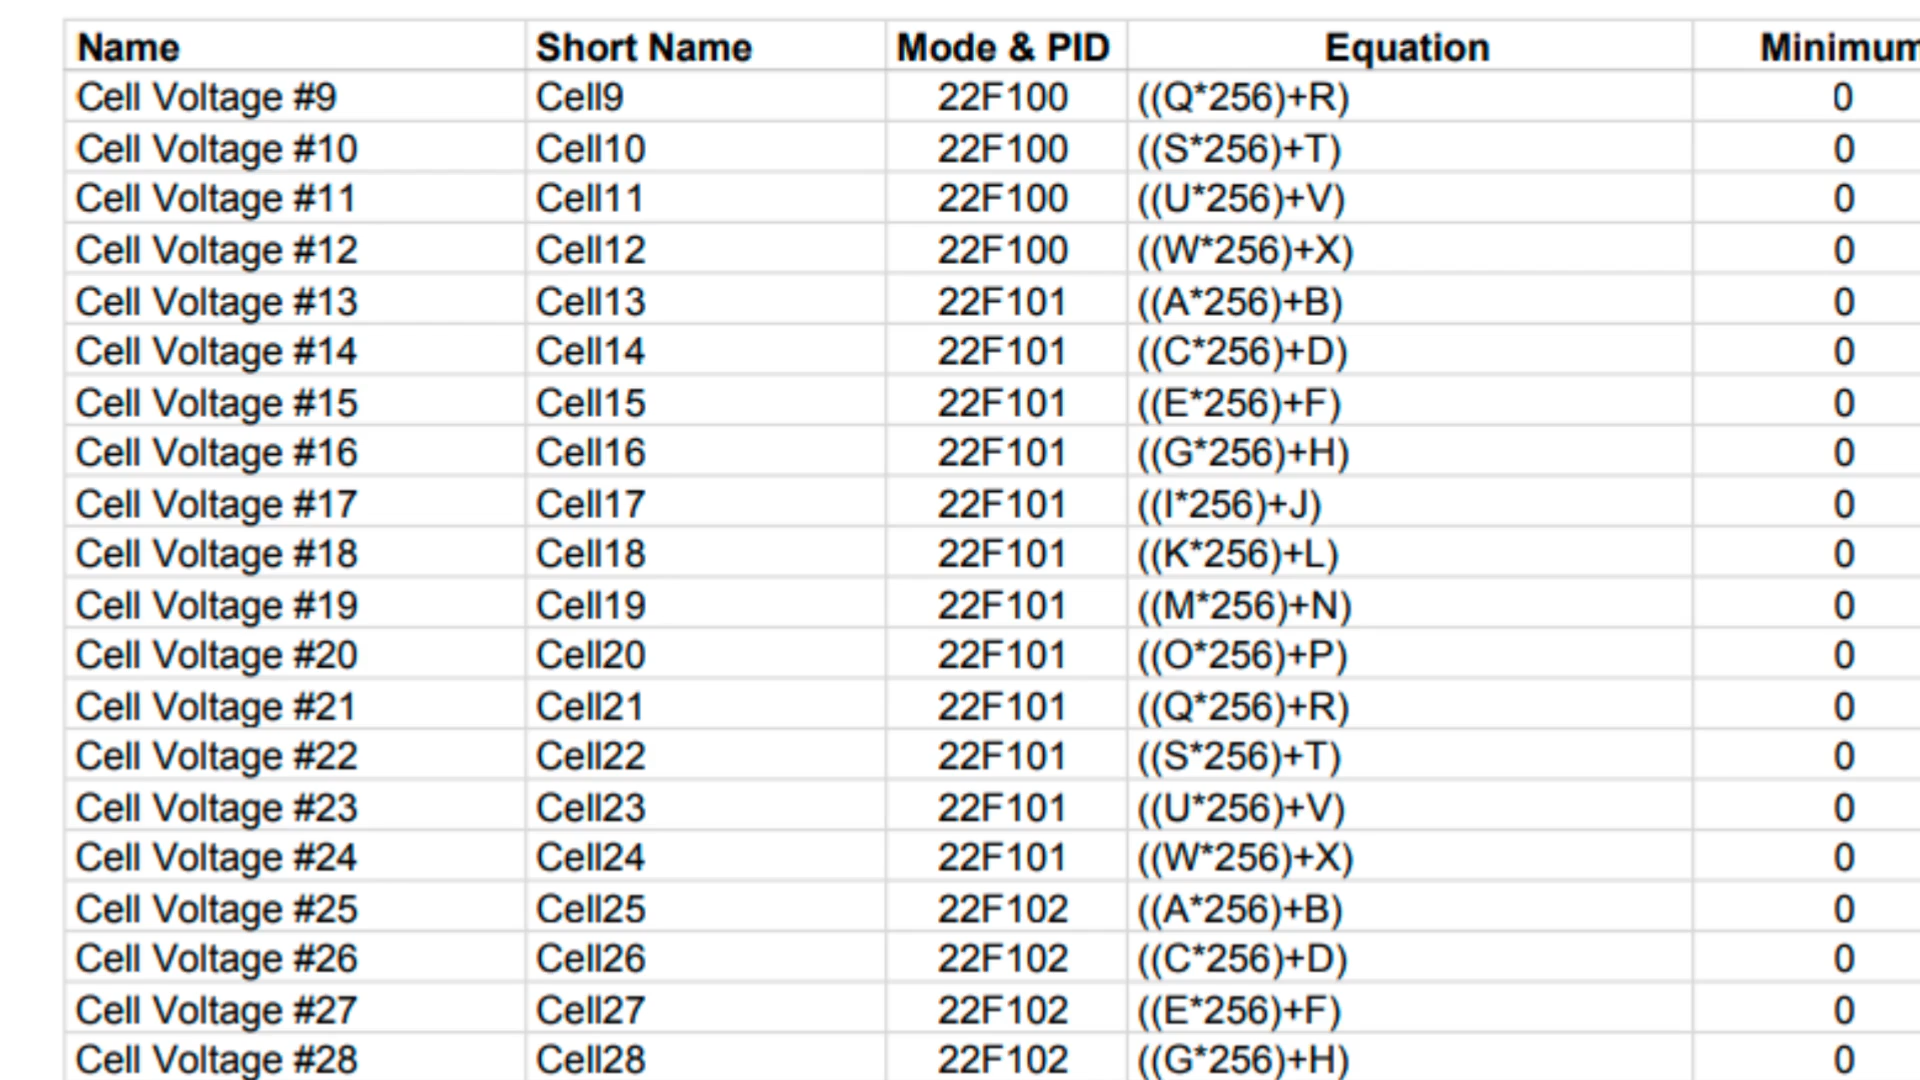 Name Short Name Mode & PID Equation Minimum
Cell Voltage #9 Cell9 22F100 ((Q*256)+R) 0
Cell Voltage #10 Cell10 22F100 ((S*256)+T) 0
Cell Voltage #11 Cell11 22F100 ((U*256)+V) 0
Cell Voltage #12 Cell12 22F100 ((W*256)+X) 0
Cell Voltage #13 Cell13 22F101 ((A*256)+B) 0
Cell Voltage #14 Cell14 22F101 ((C*256)+D) 0
Cell Voltage #15 Cell15 22F101 ((E*256)+F) 0
Cell Voltage #16 Cell16 22F101 ((G*256)+H) 0
Cell Voltage #17 Cell17 22F101 ((I*256)+J) 0
Cell Voltage #18 Cell18 22F101 ((K*256)+L) 0
Cell Voltage #19 Cell19 22F101 ((M*256)+N) 0
Cell Voltage #20 Cell20 22F101 ((O*256)+P) 0
Cell Voltage #21 Cell21 22F101 ((Q*256)+R) 0
Cell Voltage #22 Cell22 22F101 ((S*256)+T) 0
Cell Voltage #23 Cell23 22F101 ((U*256)+V) 0
Cell Voltage #24 Cell24 22F101 ((W*256)+X) 0
Cell Voltage #25 Cell25 22F102 ((A*256)+B) 0
Cell Voltage #26 Cell26 22F102 ((C*256)+D) 0
Cell Voltage #27 Cell27 22F102 ((E*256)+F) 0
Cell Voltage #28 Cell28 22F102 ((G*256)+H) 0